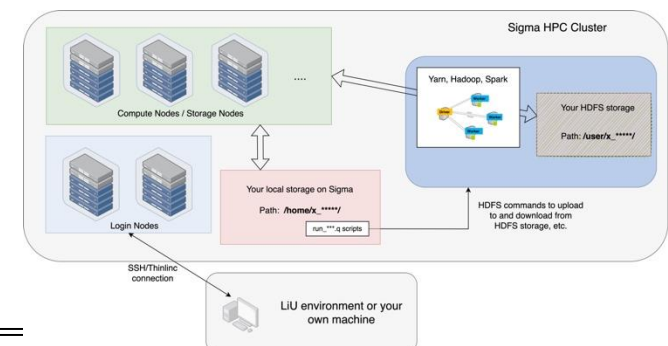 Sigma HPC Cluster
....
Compute Nodes / Storage Nodes
Yarn, Hadoop, Spark
Your HDFS storage
Path: /user/x_*****/
Login Nodes
Your local storage on Sigma
Path: /home/x_*****/
run_***.q scripts
HDFS commands to upload
to and download from
HDFS storage, etc.
SSH/Thinlinc
connection
LiU environment or your
own machine